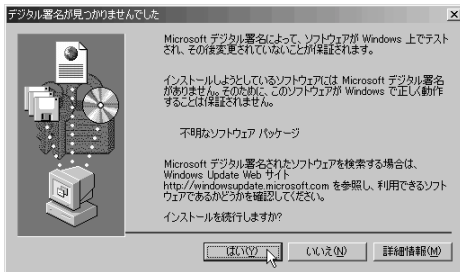 デジタル署名が見つかりませんでした
Microsoft デジタル署名によって、ソフトウェアが Windows 上でテスト
され、その後変更されていないことが保証されます。
インストールしようとしているソフトウェアには Microsoft デジタル署名
がありません。そのために、このソフトウェアが Windows で正しく動作
することは保証されません。
不明なソフトウェア パッケージ
Microsoft デジタル署名されたソフトウェアを検索する場合は、
Windows Update Web サイト
http://windowsupdate.microsoft.com を参照し、利用できるソフト
ウェアであるかどうかを確認してください。
インストールを続行しますか?
はい(Y) いいえ(N) 詳細情報(M)